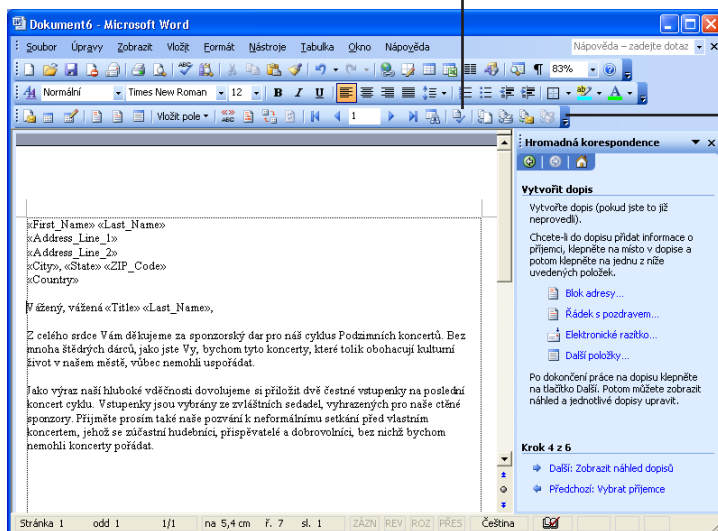 Dokument6 - Microsoft Word
Soubor Úpravy Zobrazit Vložit Formát Nástroje Tabulka Okno Nápověda Nápověda – zadejte dotaz
83%
Normální Times New Roman 12 B I U
Vložit pole 1
Hromadná korespondence
Vytvořit dopis
Vytvořte dopis (pokud jste to již
neprovedli).
Chcete-li do dopisu přidat informace o
příjemci, klepněte na místo v dopise a
potom klepněte na jednu z níže
uvedených položek.
Blok adresy...
Řádek s pozdravem...
Elektronické razítko...
Další položky...
Po dokončení práce na dopisu klepněte
na tlačítko Další. Potom můžete zobrazit
náhled a jednotlivé dopisy upravit.
Krok 4 z 6
Další: Zobrazit náhled dopisů
Předchozí: Vybrat příjemce
«First_Name» «Last_Name»
«Address_Line_1»
«Address_Line_2»
«City», «State» «ZIP_Code»
«Country»
Vážený, vážená «Title» «Last_Name»,
Z celého srdce Vám děkujeme za sponzorský dar pro náš cyklus Podzimních koncertů. Bez
mnoha štědrých dárců, jako jste Vy, bychom tyto koncerty, které tolik obohacují kulturní
život v našem městě, vůbec nemohli uspořádat.
Jako výraz naší hluboké vděčnosti dovolujeme si přiložit dvě čestné vstupenky na poslední
koncert cyklu. Vstupenky jsou vybrány ze zvláštních sedadel, vyhrazených pro naše ctěné
sponzory. Přijměte prosím také naše pozvání k neformálnímu setkání před vlastním
koncertem, jehož se zúčastní hudebníci, přispěvatelé a dobrovolníci, bez nichž bychom
nemohli koncerty pořádat.
Stránka 1 odd 1 1/1 na 5,4 cm ř. 7 sl. 1 ZÁZN REV ROZ PŘES Čeština